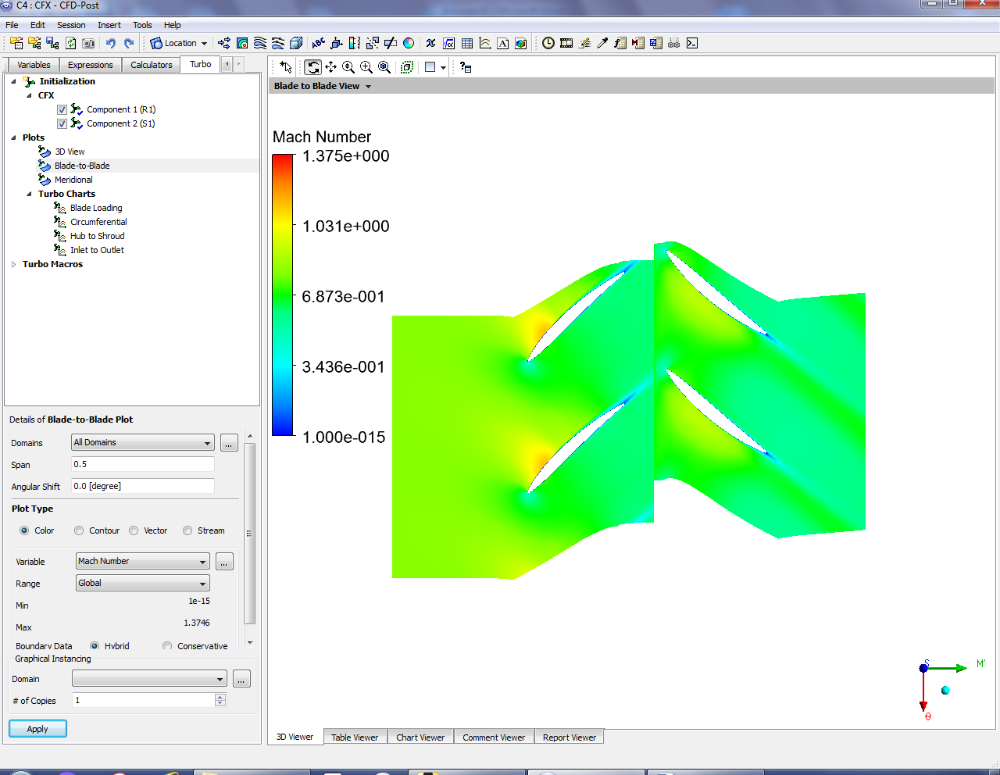 C4 : CFX - CFD-Post
File Edit Session Insert Tools Help
Location
Variables Expressions Calculators Turbo
Initialization
CFX
Component 1 (R1)
Component 2 (S1)
Plots
3D View
Blade-to-Blade
Meridional
Turbo Charts
Blade Loading
Circumferential
Hub to Shroud
Inlet to Outlet
Turbo Macros
Details of Blade-to-Blade Plot
Domains All Domains ...
Span 0.5
Angular Shift 0.0 [degree]
Plot Type
Color Contour Vector Stream
Variable Mach Number ...
Range Global
Min 1e-15
Max 1.3746
Boundary Data Hybrid Conservative
Graphical Instancing
Domain ...
# of Copies 1
Apply
Blade to Blade View
Mach Number
1.375e+000
1.031e+000
6.873e-001
3.436e-001
1.000e-015
S M'
θ
3D Viewer Table Viewer Chart Viewer Comment Viewer Report Viewer